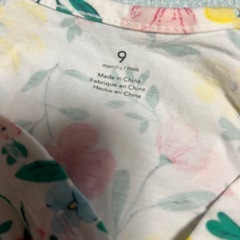 9
months / mois
Made in China
Fabriqué en Chine
Hecho en China